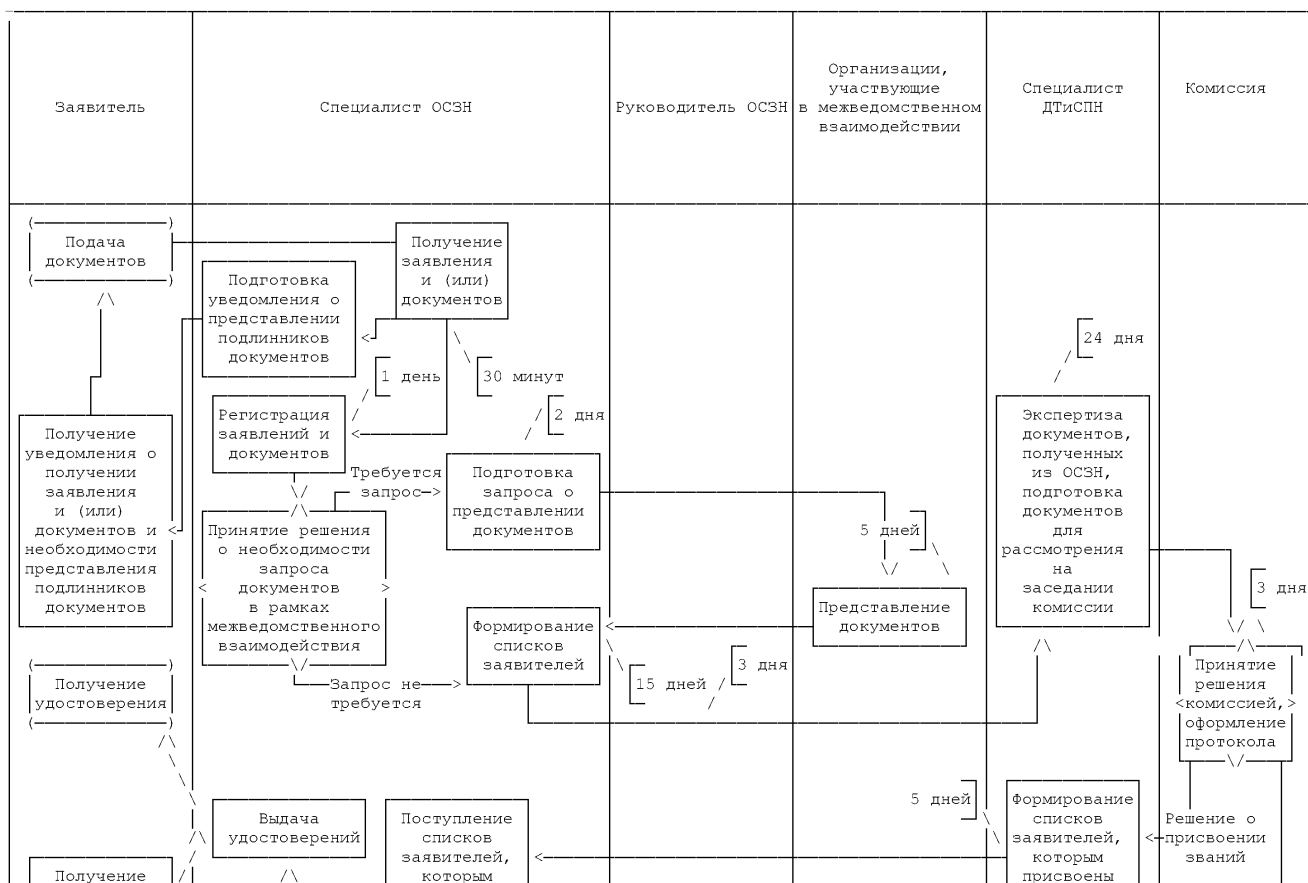 Заявитель
Специалист ОСЗН
Руководитель ОСЗН
Организации,
участвующие
в межведомственном
взаимодействии
Специалист
ДТиСПН
Комиссия
Подача
документов
Получение
заявления
и (или)
документов
Подготовка
уведомления о
представлении
подлинников
документов
24 дня
1 день
30 минут
2 дня
Регистрация
заявлений и
документов
Получение
уведомления о
получении
заявления
и (или)
документов и
необходимости
представления
подлинников
документов
Требуется
запрос
Подготовка
запроса о
представлении
документов
Экспертиза
документов,
полученных
из ОСЗН,
подготовка
документов
для
рассмотрения
на
заседании
комиссии
Принятие решения
о необходимости
запроса
документов
в рамках
межведомственного
взаимодействия
5 дней
3 дня
Представление
документов
Формирование
списков
заявителей
15 дней
3 дня
Запрос не
требуется
Получение
удостоверения
Принятие
решения
комиссией,
оформление
протокола
5 дней
Выдача
удостоверений
Поступление
списков
заявителей,
которым
Формирование
списков
заявителей,
которым
присвоены
Решение о
присвоении
званий
Получение